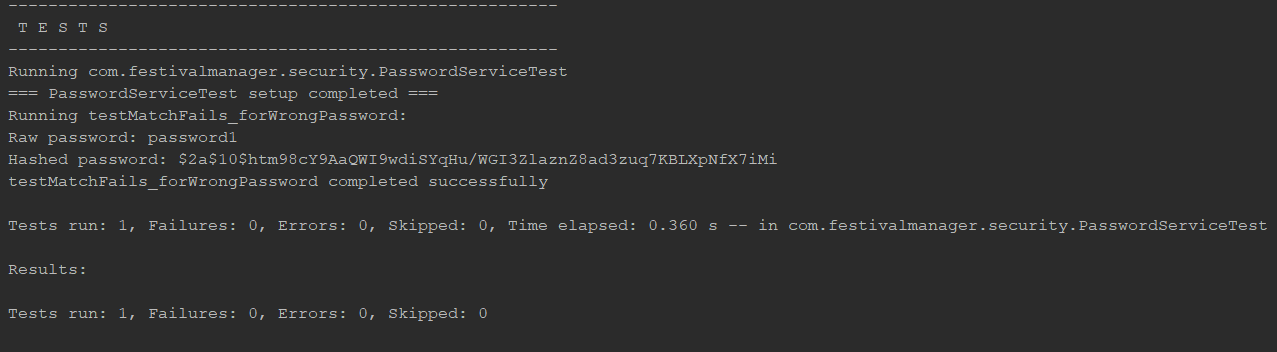 -------------------------------------------------------
T E S T S
-------------------------------------------------------
Running com.festivalmanager.security.PasswordServiceTest
=== PasswordServiceTest setup completed ===
Running testMatchFails_forWrongPassword:
Raw password: password1
Hashed password: $2a$10$htm98cY9AaQWI9wdiSYqHu/WGI3ZlaznZ8ad3zuq7KBLXpNfX7iMi
testMatchFails_forWrongPassword completed successfully
Tests run: 1, Failures: 0, Errors: 0, Skipped: 0, Time elapsed: 0.360 s -- in com.festivalmanager.security.PasswordServiceTest
Results:
Tests run: 1, Failures: 0, Errors: 0, Skipped: 0